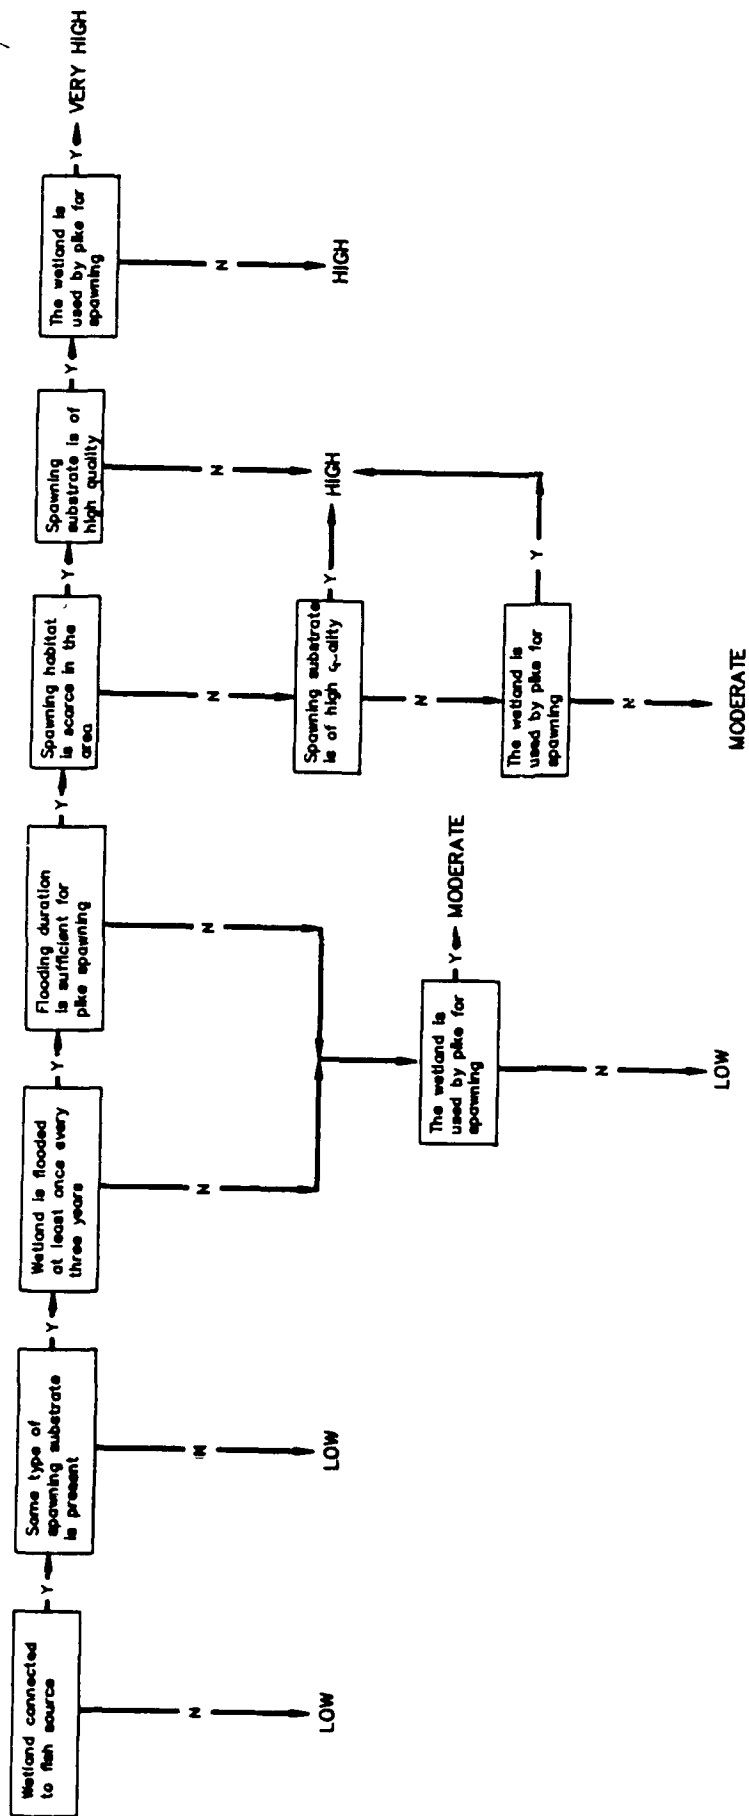 Wetland connected
to fish source
Y
N
LOW
Some type of
spawning substrate
is present
Y
N
LOW
Wetland is flooded
at least once every
three years
Y
N
Flooding duration
is sufficient for
pike spawning
Y
N
The wetland is
used by pike for
spawning
Y
MODERATE
N
LOW
Spawning habitat
is scarce in the
area
Y
N
Spawning substrate
is of high quality
Y
HIGH
N
The wetland is
used by pike for
spawning
Y
N
MODERATE
Spawning
substrate is of
high quality
Y
N
The wetland is
used by pike for
spawning
Y
VERY HIGH
N
HIGH